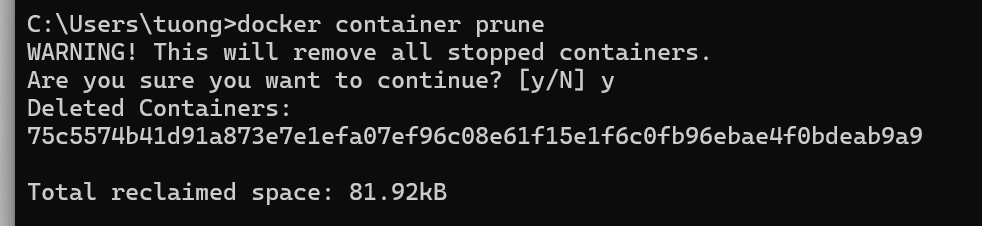 C:\Users\tuong>docker container prune
WARNING! This will remove all stopped containers.
Are you sure you want to continue? [y/N] y
Deleted Containers:
75c5574b41d91a873e7e1efa07ef96c08e61f15e1f6c0fb96ebae4f0bdeab9a9
Total reclaimed space: 81.92kB